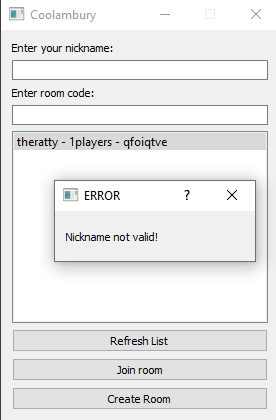 Coolambury
Enter your nickname:
Enter room code:
theratty - 1players - qfoiqtve
ERROR
?
Nickname not valid!
Refresh List
Join room
Create Room